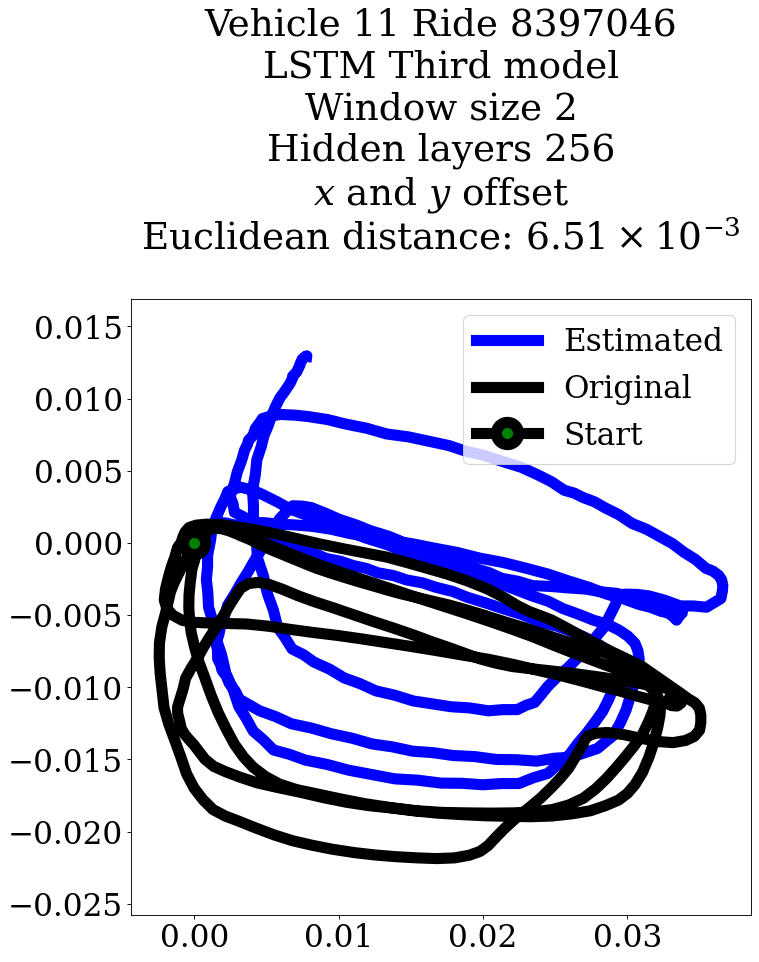 Vehicle 11 Ride 8397046
LSTM Third model
Window size 2
Hidden layers 256
x and y offset
Euclidean distance: 6.51 × 10⁻³
Estimated
Original
Start
0.015
0.010
0.005
0.000
−0.005
−0.010
−0.015
−0.020
−0.025
0.00 0.01 0.02 0.03